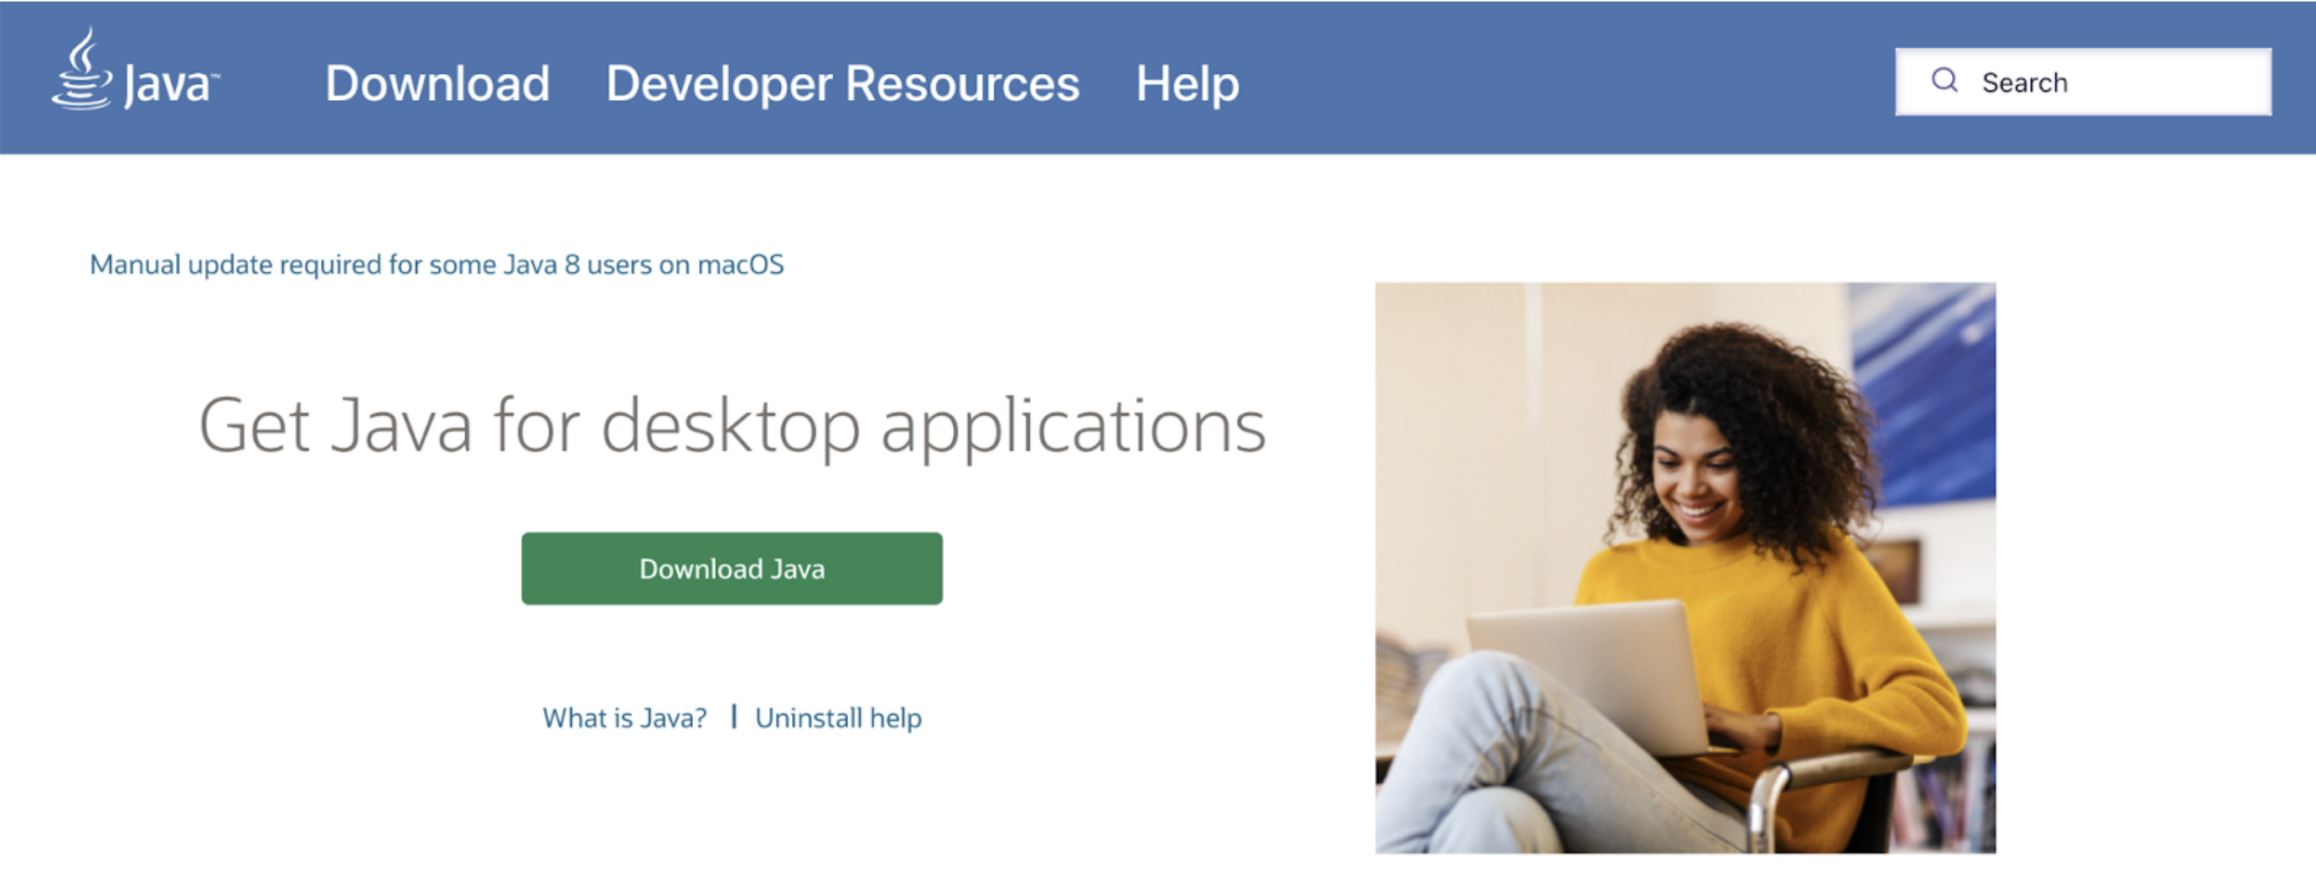 Java™ Download Developer Resources Help Search
Manual update required for some Java 8 users on macOS
Get Java for desktop applications
Download Java
What is Java? | Uninstall help